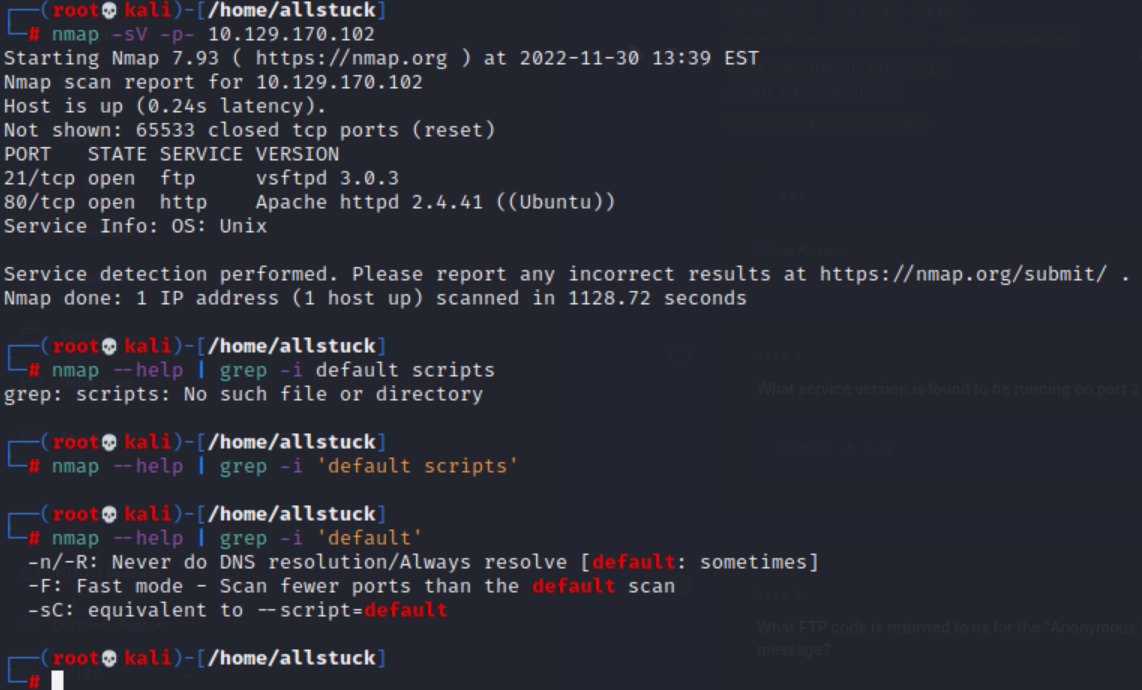 ┌──(root💀kali)-[/home/allstuck]
└─# nmap -sV -p- 10.129.170.102
Starting Nmap 7.93 ( https://nmap.org ) at 2022-11-30 13:39 EST
Nmap scan report for 10.129.170.102
Host is up (0.24s latency).
Not shown: 65533 closed tcp ports (reset)
PORT   STATE SERVICE VERSION
21/tcp open  ftp     vsftpd 3.0.3
80/tcp open  http    Apache httpd 2.4.41 ((Ubuntu))
Service Info: OS: Unix
Service detection performed. Please report any incorrect results at https://nmap.org/submit/ .
Nmap done: 1 IP address (1 host up) scanned in 1128.72 seconds
┌──(root💀kali)-[/home/allstuck]
└─# nmap --help | grep -i default scripts
grep: scripts: No such file or directory
What service version is found to be running on port 2
┌──(root💀kali)-[/home/allstuck]
└─# nmap --help | grep -i 'default scripts'
┌──(root💀kali)-[/home/allstuck]
└─# nmap --help | grep -i 'default'
  -n/-R: Never do DNS resolution/Always resolve [default: sometimes]
  -F: Fast mode - Scan fewer ports than the default scan
  -sC: equivalent to --script=default
Customer Support
What FTP code is returned to us for the "Anonymous
message?
┌──(root💀kali)-[/home/allstuck]
└─#